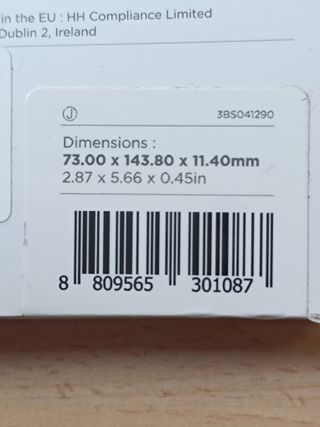 in the EU : HH Compliance Limited
Dublin 2, Ireland
J 3BS041290
Dimensions :
73.00 x 143.80 x 11.40mm
2.87 x 5.66 x 0.45in
8 809565 301087